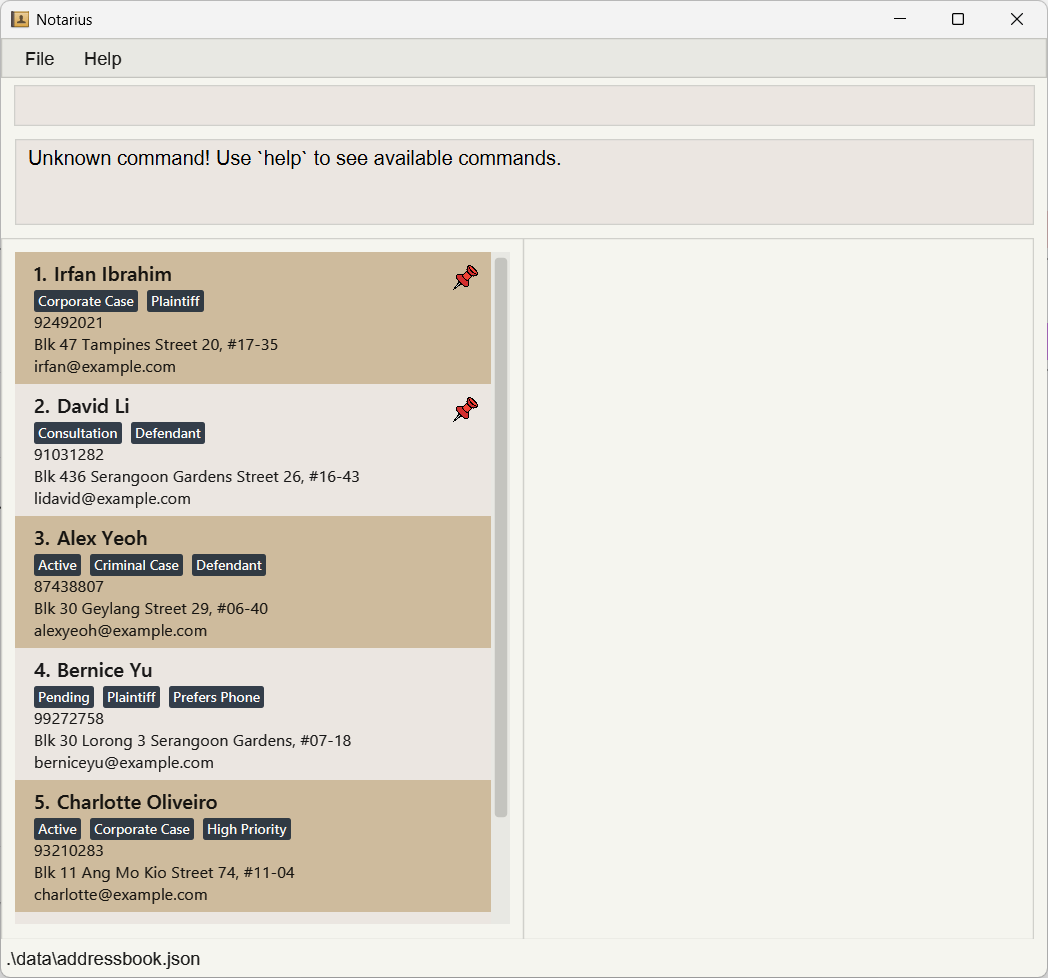 Notarius
File Help
Unknown command! Use `help` to see available commands.
1. Irfan Ibrahim
Corporate Case Plaintiff
92492021
Blk 47 Tampines Street 20, #17-35
irfan@example.com
2. David Li
Consultation Defendant
91031282
Blk 436 Serangoon Gardens Street 26, #16-43
lidavid@example.com
3. Alex Yeoh
Active Criminal Case Defendant
87438807
Blk 30 Geylang Street 29, #06-40
alexyeoh@example.com
4. Bernice Yu
Pending Plaintiff Prefers Phone
99272758
Blk 30 Lorong 3 Serangoon Gardens, #07-18
berniceyu@example.com
5. Charlotte Oliveiro
Active Corporate Case High Priority
93210283
Blk 11 Ang Mo Kio Street 74, #11-04
charlotte@example.com
.\data\addressbook.json